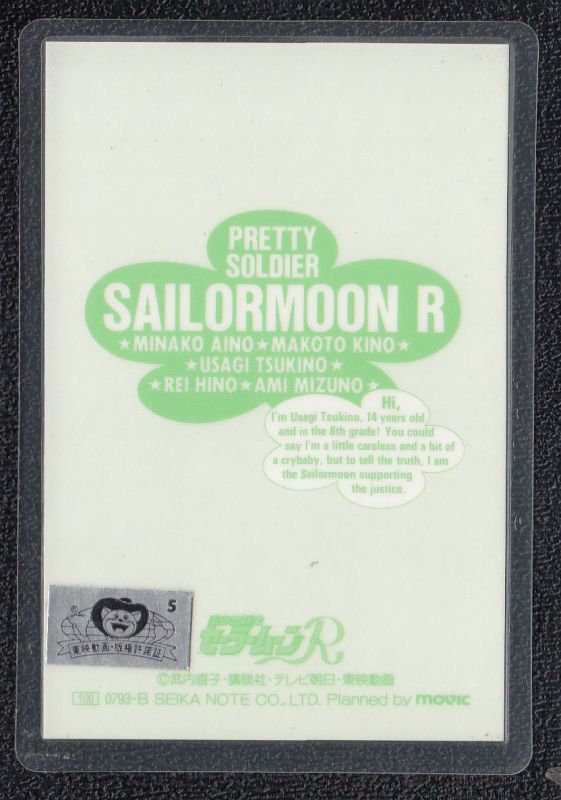 PRETTY
SOLDIER
SAILORMOON R
★MINAKO AINO★MAKOTO KINO★
★USAGI TSUKINO★
★REI HINO★AMI MIZUNO★
Hi,
I'm Usagi Tsukino, 14 years old
and in the 8th grade! You could
say I'm a little careless and a bit of
a crybaby, but to tell the truth, I am
the Sailormoon supporting
the justice.
5
東映動画・版権許諾証
セーラームーンR
©武内直子・講談社・テレビ朝日・東映動画
100 0793-B SEIKA NOTE CO., LTD. Planned by movic